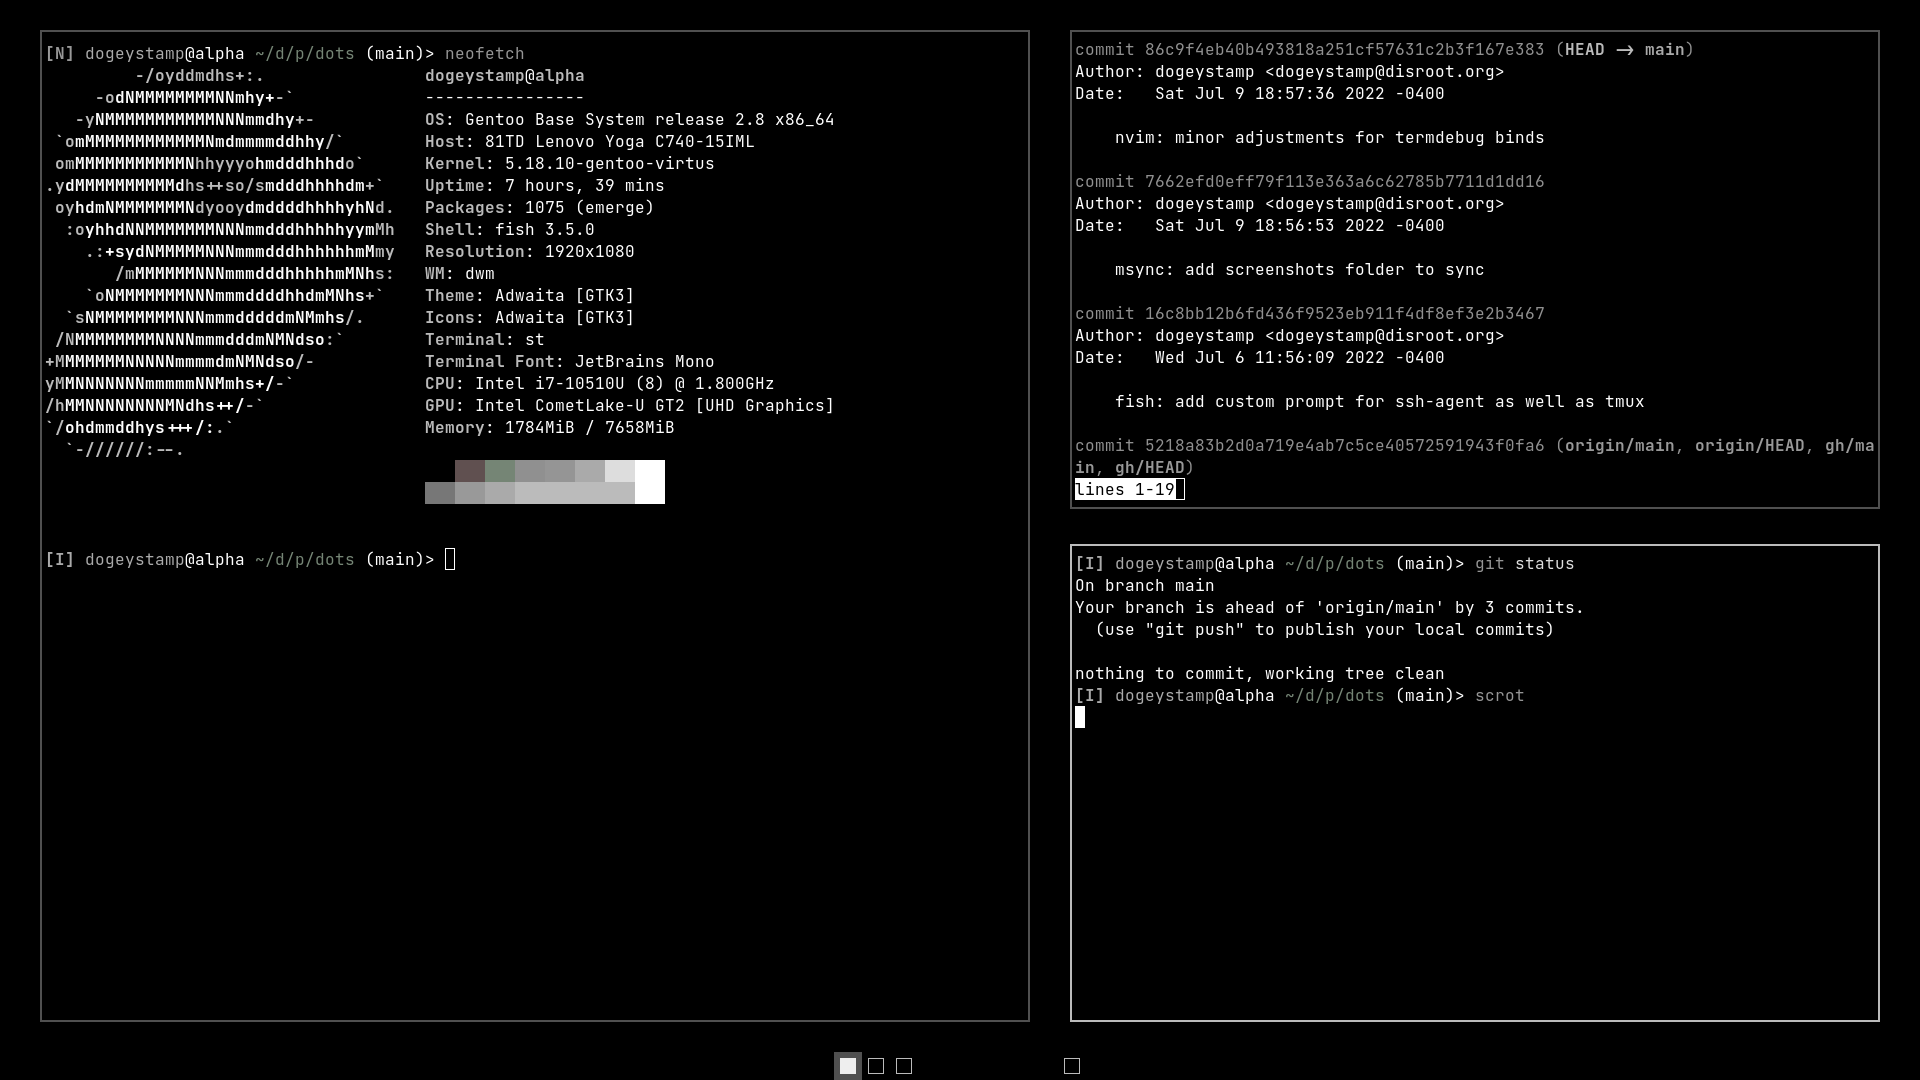 [N] dogeystamp@alpha ~/d/p/dots (main)> neofetch
         -/oyddmdhs+:.                dogeystamp@alpha
     -odNMMMMMMMMNNmhy+-`             ----------------
   -yNMMMMMMMMMMMNNNmmdhy+-           OS: Gentoo Base System release 2.8 x86_64
 `omMMMMMMMMMMMMNmdmmmmddhhy/`        Host: 81TD Lenovo Yoga C740-15IML
 omMMMMMMMMMMMNhhyyyohmdddhhhdo`      Kernel: 5.18.10-gentoo-virtus
.ydMMMMMMMMMMdhs++so/smdddhhhhdm+`    Uptime: 7 hours, 39 mins
 oyhdmNMMMMMMMNdyooydmddddhhhhyhNd.   Packages: 1075 (emerge)
  :oyhhdNNMMMMMMMNNNmmdddhhhhhyymMh   Shell: fish 3.5.0
    .:+sydNMMMMMNNNmmmdddhhhhhhmMmy   Resolution: 1920x1080
       /mMMMMMMNNNmmmdddhhhhhmMNhs:   WM: dwm
    `oNMMMMMMMNNNmmmddddhhdmMNhs+`    Theme: Adwaita [GTK3]
  `sNMMMMMMMMNNNmmmdddddmNMmhs/.      Icons: Adwaita [GTK3]
 /NMMMMMMMMNNNNmmmdddmNMNdso:`        Terminal: st
+MMMMMMMNNNNNmmmmdmNMNdso/-           Terminal Font: JetBrains Mono
yMMNNNNNNNmmmmmNNMmhs+/-`             CPU: Intel i7-10510U (8) @ 1.800GHz
/hMMNNNNNNNNMNdhs++/-`                GPU: Intel CometLake-U GT2 [UHD Graphics]
`/ohdmmddhys+++/:.`                   Memory: 1784MiB / 7658MiB
  `-//////:--.
[I] dogeystamp@alpha ~/d/p/dots (main)>
commit 86c9f4eb40b493818a251cf57631c2b3f167e383 (HEAD -> main)
Author: dogeystamp <dogeystamp@disroot.org>
Date:   Sat Jul 9 18:57:36 2022 -0400
    nvim: minor adjustments for termdebug binds
commit 7662efd0eff79f113e363a6c62785b7711d1dd16
Author: dogeystamp <dogeystamp@disroot.org>
Date:   Sat Jul 9 18:56:53 2022 -0400
    msync: add screenshots folder to sync
commit 16c8bb12b6fd436f9523eb911f4df8ef3e2b3467
Author: dogeystamp <dogeystamp@disroot.org>
Date:   Wed Jul 6 11:56:09 2022 -0400
    fish: add custom prompt for ssh-agent as well as tmux
commit 5218a83b2d0a719e4ab7c5ce40572591943f0fa6 (origin/main, origin/HEAD, gh/ma
in, gh/HEAD)
lines 1-19
[I] dogeystamp@alpha ~/d/p/dots (main)> git status
On branch main
Your branch is ahead of 'origin/main' by 3 commits.
  (use "git push" to publish your local commits)
nothing to commit, working tree clean
[I] dogeystamp@alpha ~/d/p/dots (main)> scrot